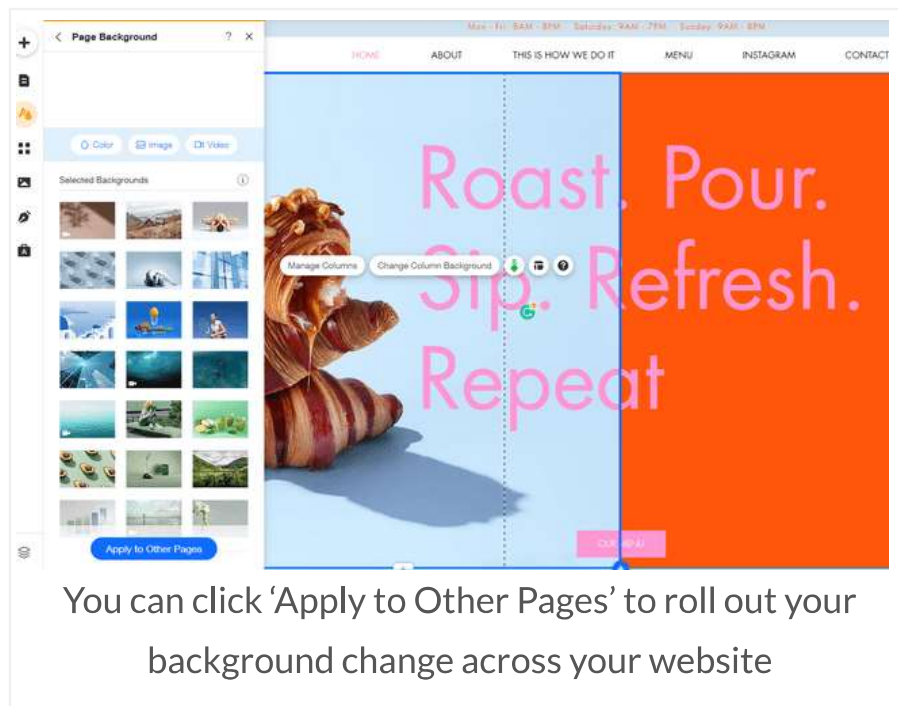 Mon - Fri: 8AM - 8PM Saturday: 9AM - 7PM Sunday: 9AM - 8PM
Page Background ? ×
HOME ABOUT THIS IS HOW WE DO IT MENU INSTAGRAM CONTACT
Color Image Video
Selected Backgrounds
Roast. Pour.
Manage Columns Change Column Background
Sip. Refresh.
Repeat
OUR MENU
Apply to Other Pages
You can click ‘Apply to Other Pages’ to roll out your
background change across your website